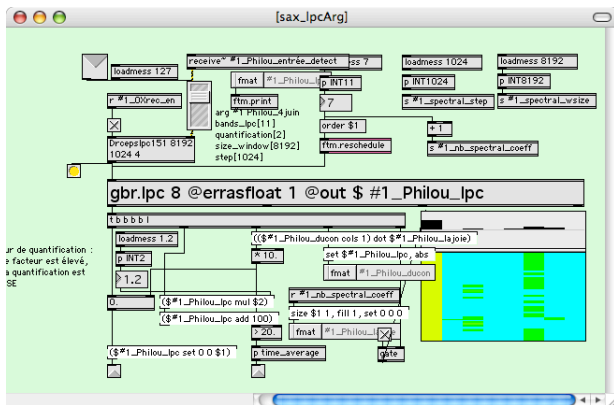 [sax_lpcArg]
loadmess 127
receive~ #1_Philou_entrée_detect
ss 7
loadmess 1024
loadmess 8192
fmat
#1_Philou_l
p INT11
p INT1024
p INT8192
r #1_OXrec_en
ftm.print
7
s #1_spectral_step
s #1_spectral_wsize
arg #1_Philou_4juin
bands_lpc[11]
quantification[2]
size_window[8192]
step[1024]
order $1
+ 1
Drcepslpc151 8192
1024 4
ftm.reschedule
s #1_nb_spectral_coeff
gbr.lpc 8 @errasfloat 1 @out $ #1_Philou_lpc
t b b b b b l
loadmess 1.2
(($#1_Philou_ducon cols 1) dot $#1_Philou_lajoie)
ur de quantification :
e facteur est élevé,
a quantification est
SE
p INT2
* 10.
set $#1_Philou_lpc, abs
1.2
fmat
#1_Philou_ducon
r #1_nb_spectral_coeff
0.
($#1_Philou_lpc mul $2)
size $1 1, fill 1, set 0 0 0
($#1_Philou_lpc add 100)
> 20.
fmat
#1_Philou_la
ie
($#1_Philou_lpc set 0 0 $1)
p time_average
gate